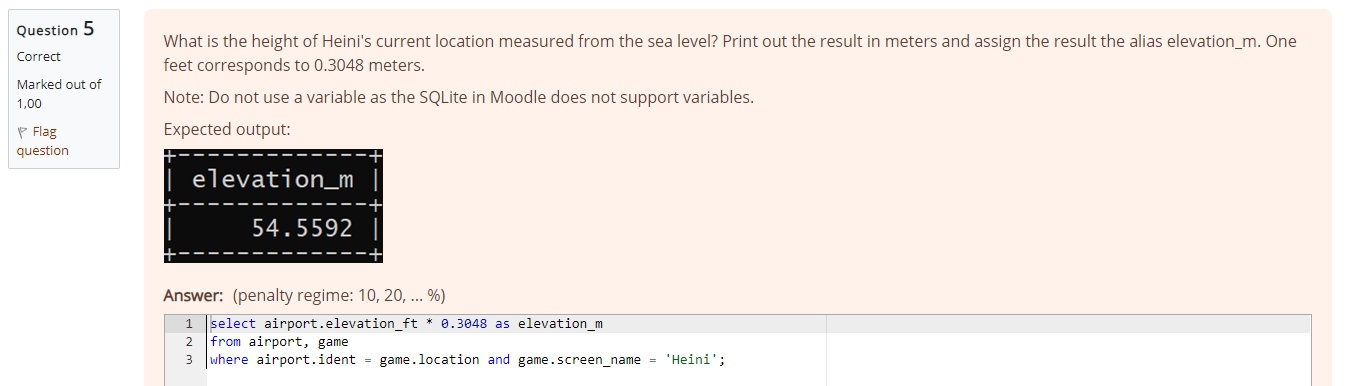 Question 5
Correct
Marked out of
1,00
Flag
question
What is the height of Heini's current location measured from the sea level? Print out the result in meters and assign the result the alias elevation_m. One
feet corresponds to 0.3048 meters.
Note: Do not use a variable as the SQLite in Moodle does not support variables.
Expected output:
+-------------+
| elevation_m |
+-------------+
|     54.5592 |
+-------------+
Answer: (penalty regime: 10, 20, ... %)
1 select airport.elevation_ft * 0.3048 as elevation_m
2 from airport, game
3 where airport.ident = game.location and game.screen_name = 'Heini';